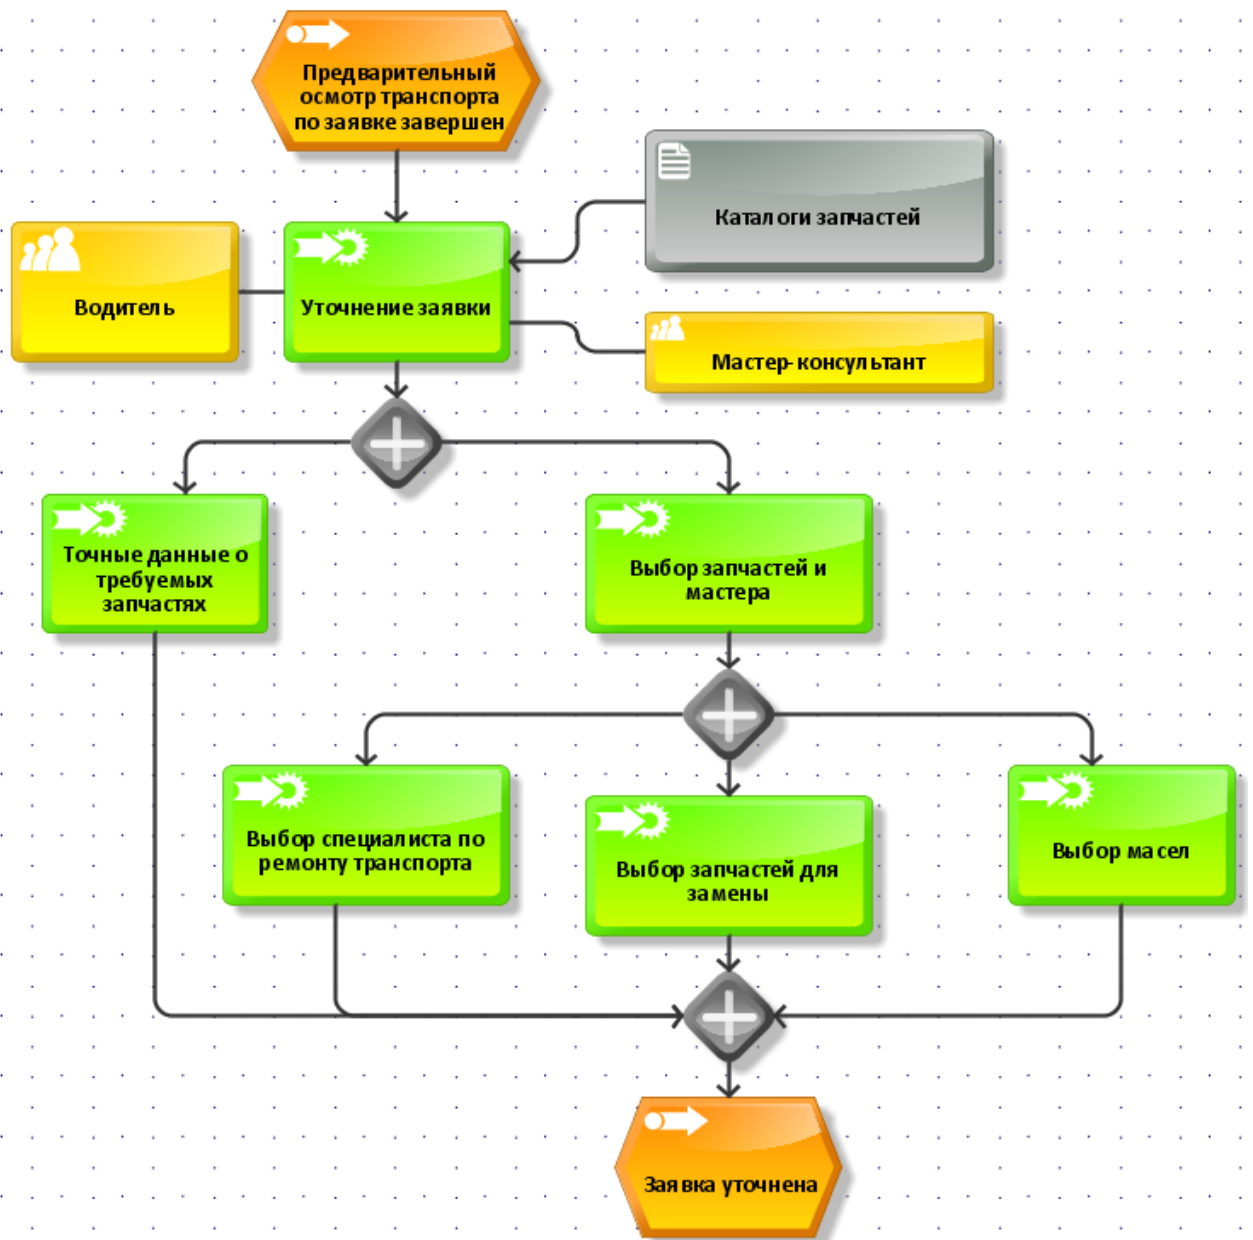 Предварительный
осмотр транспорта
по заявке завершен
Каталоги запчастей
Водитель
Уточнение заявки
Мастер-консультант
Точные данные о
требуемых
запчастях
Выбор запчастей и
мастера
Выбор специалиста по
ремонту транспорта
Выбор запчастей для
замены
Выбор масел
Заявка уточнена